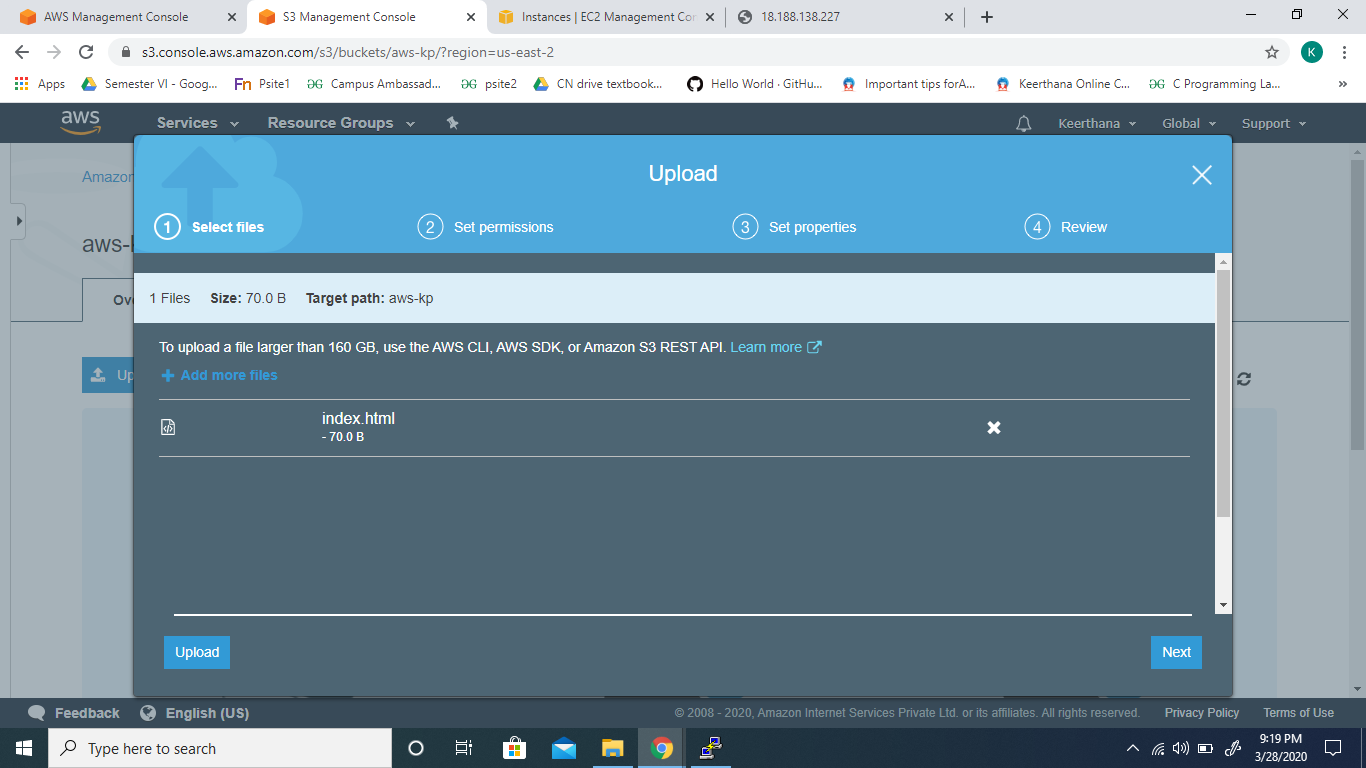 AWS Management Console
S3 Management Console
Instances | EC2 Management Cor
18.188.138.227
s3.console.aws.amazon.com/s3/buckets/aws-kp/?region=us-east-2
K
Apps
Semester VI - Goog...
Fn Psite1
Campus Ambassad...
psite2
CN drive textbook...
Hello World · GitHu...
Important tips forA...
Keerthana Online C...
C Programming La...
»
aws
Services
Resource Groups
Keerthana
Global
Support
Amazon
aws-k
Ove
Up
Upload
1 Select files
2 Set permissions
3 Set properties
4 Review
1 Files Size: 70.0 B Target path: aws-kp
To upload a file larger than 160 GB, use the AWS CLI, AWS SDK, or Amazon S3 REST API. Learn more
Add more files
index.html
- 70.0 B
Upload
Next
Feedback
English (US)
© 2008 - 2020, Amazon Internet Services Private Ltd. or its affiliates. All rights reserved.
Privacy Policy
Terms of Use
Type here to search
9:19 PM
3/28/2020